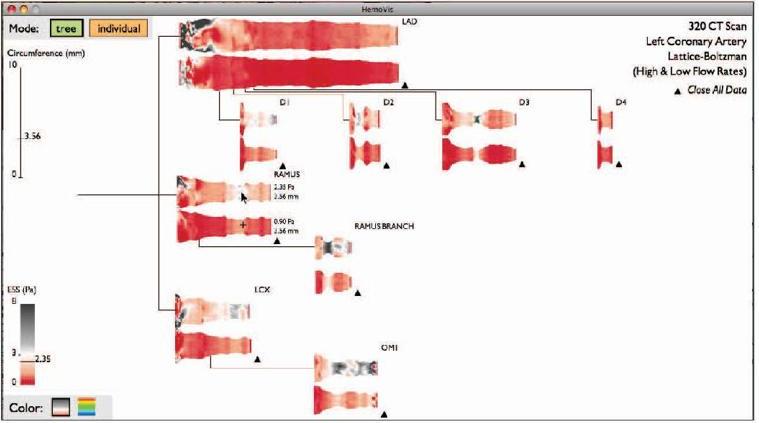 HemoVis
Mode: tree individual
LAD
320 CT Scan
Left Coronary Artery
Lattice-Boltzman
(High & Low Flow Rates)
▲ Close All Data
Circumference (mm)
10
3.56
0
D1
D2
D3
D4
RAMUS
2.35 Pa
2.56 mm
0.90 Pa
2.56 mm
RAMUS BRANCH
LCX
OM1
ESS (Pa)
8
3
2.35
0
Color: